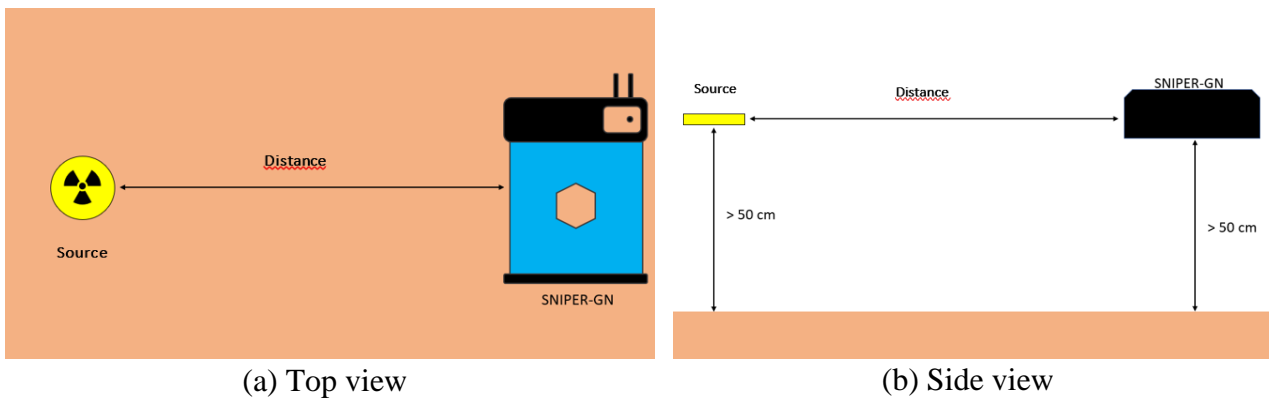 Distance
Source
SNIPER-GN
(a) Top view
SNIPER-GN
Source
Distance
> 50 cm
> 50 cm
(b) Side view